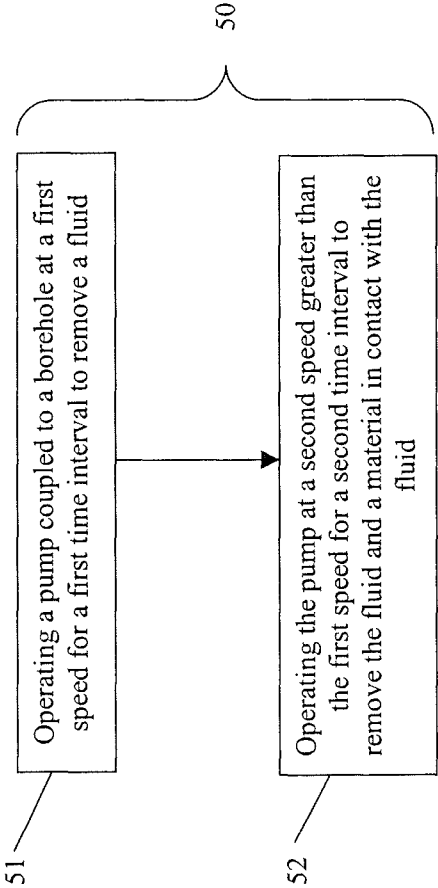 51
Operating a pump coupled to a borehole at a first
speed for a first time interval to remove a fluid
52
Operating the pump at a second speed greater than
the first speed for a second time interval to
remove the fluid and a material in contact with the
fluid
50